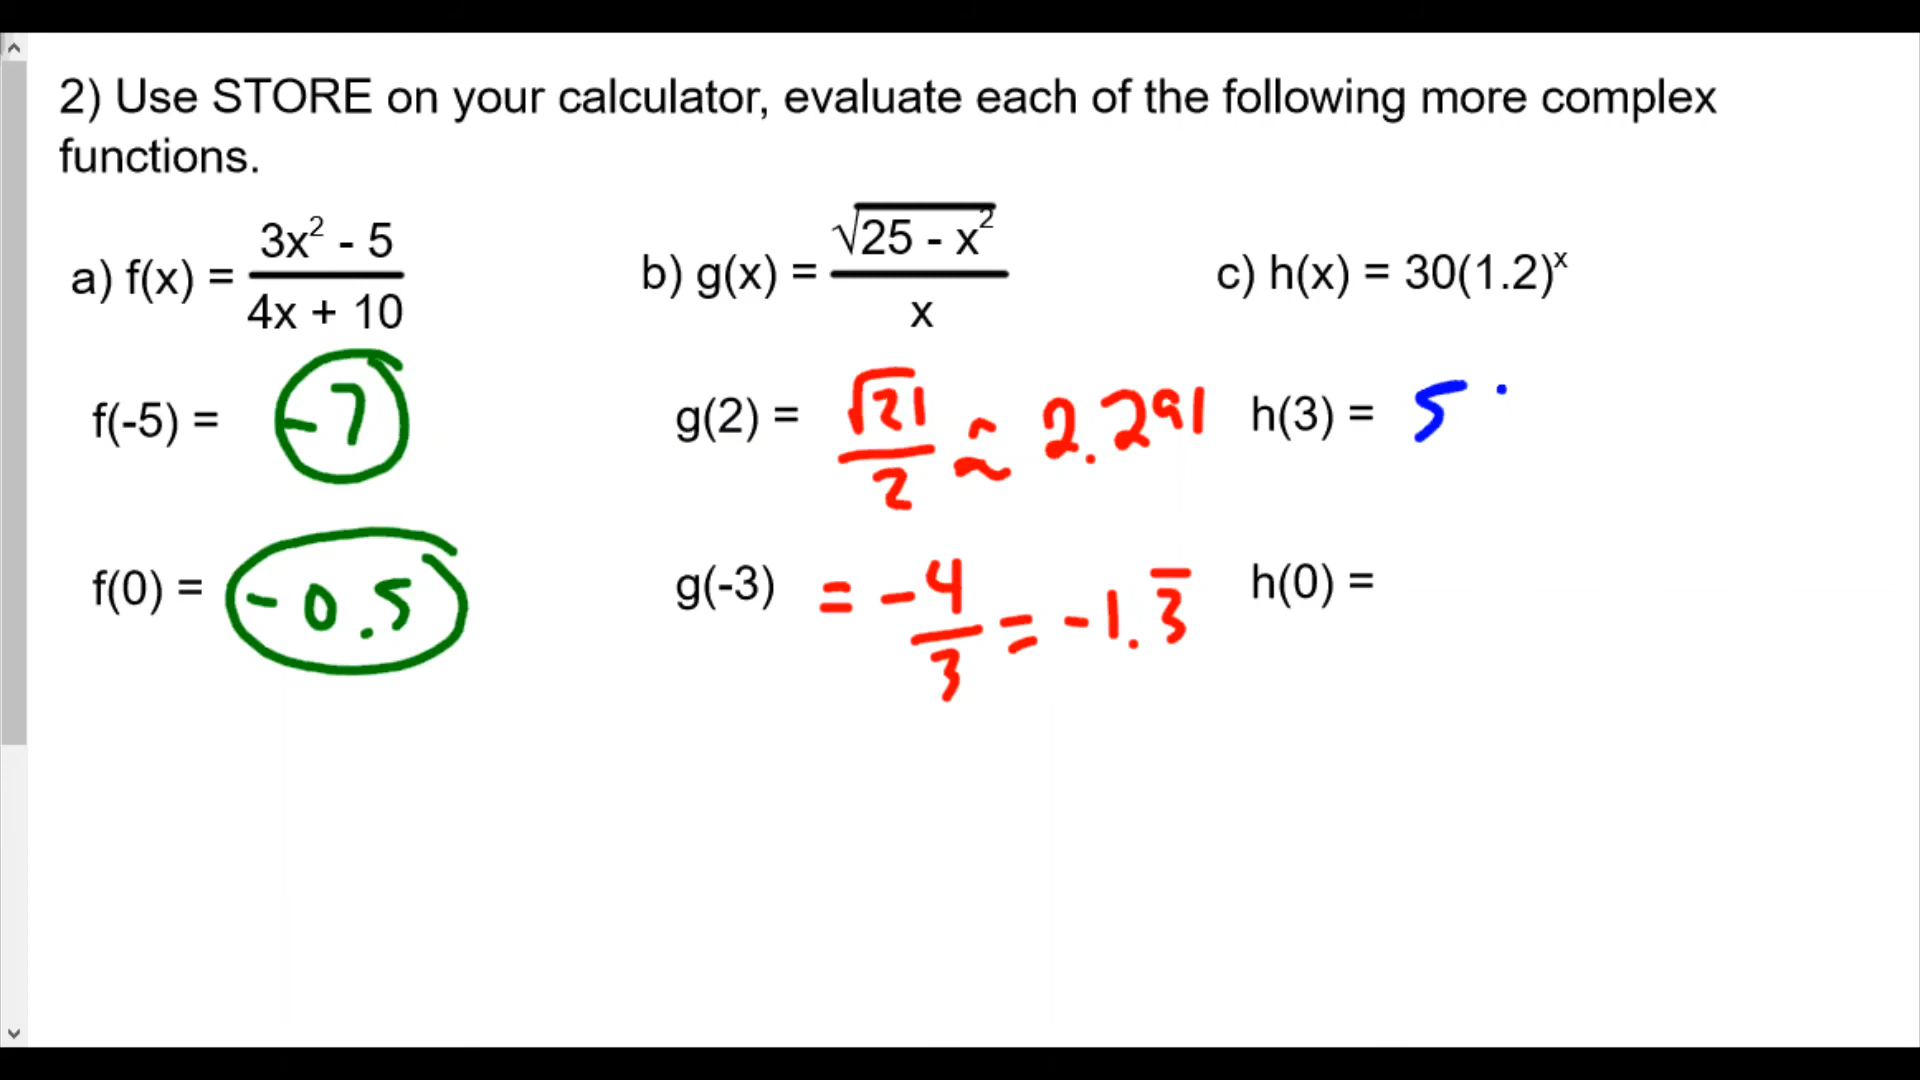 2) Use STORE on your calculator, evaluate each of the following more complex
functions.
a) f(x) = (3x² - 5)/(4x + 10)
b) g(x) = √(25 - x²)/x
c) h(x) = 30(1.2)ˣ
f(-5) = -7
g(2) = √21/2 ≈ 2.291
h(3) = 5
f(0) = -0.5
g(-3) = -4/3 = -1.3̅
h(0) =